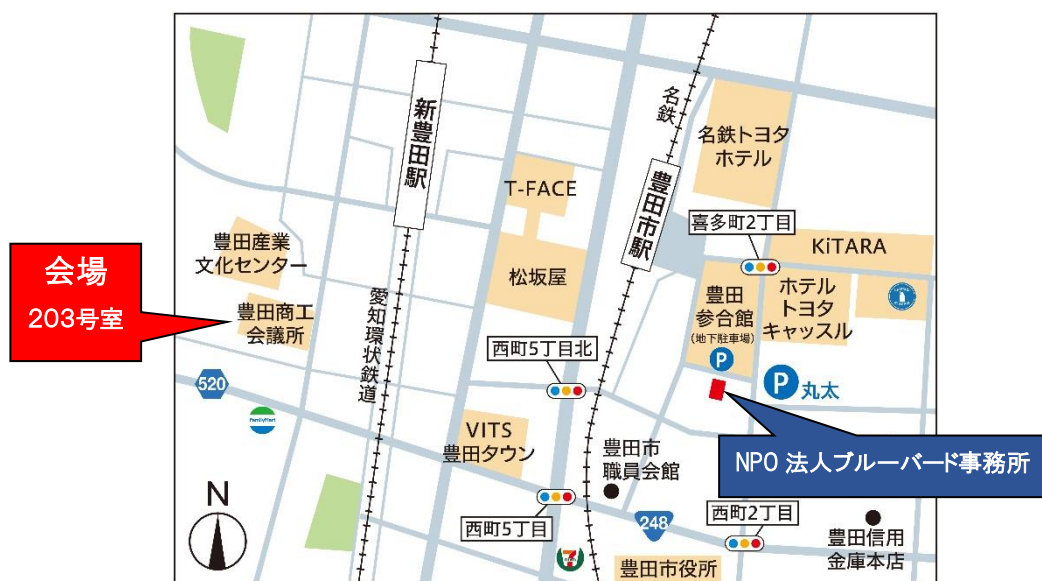 名鉄
名鉄トヨタ
ホテル
新豊田駅
T-FACE
豊田市駅
喜多町2丁目
KiTARA
豊田産業
文化センター
松坂屋
豊田
参合館
(地下駐車場)
P
ホテル
トヨタ
キャッスル
会場
203号室
豊田商工
会議所
愛知環状鉄道
西町5丁目北
520
FamilyMart
P 丸太
VITS
豊田タウン
豊田市
職員会館
NPO 法人ブルーバード事務所
N
西町5丁目
248
西町2丁目
7
豊田市役所
豊田信用
金庫本店